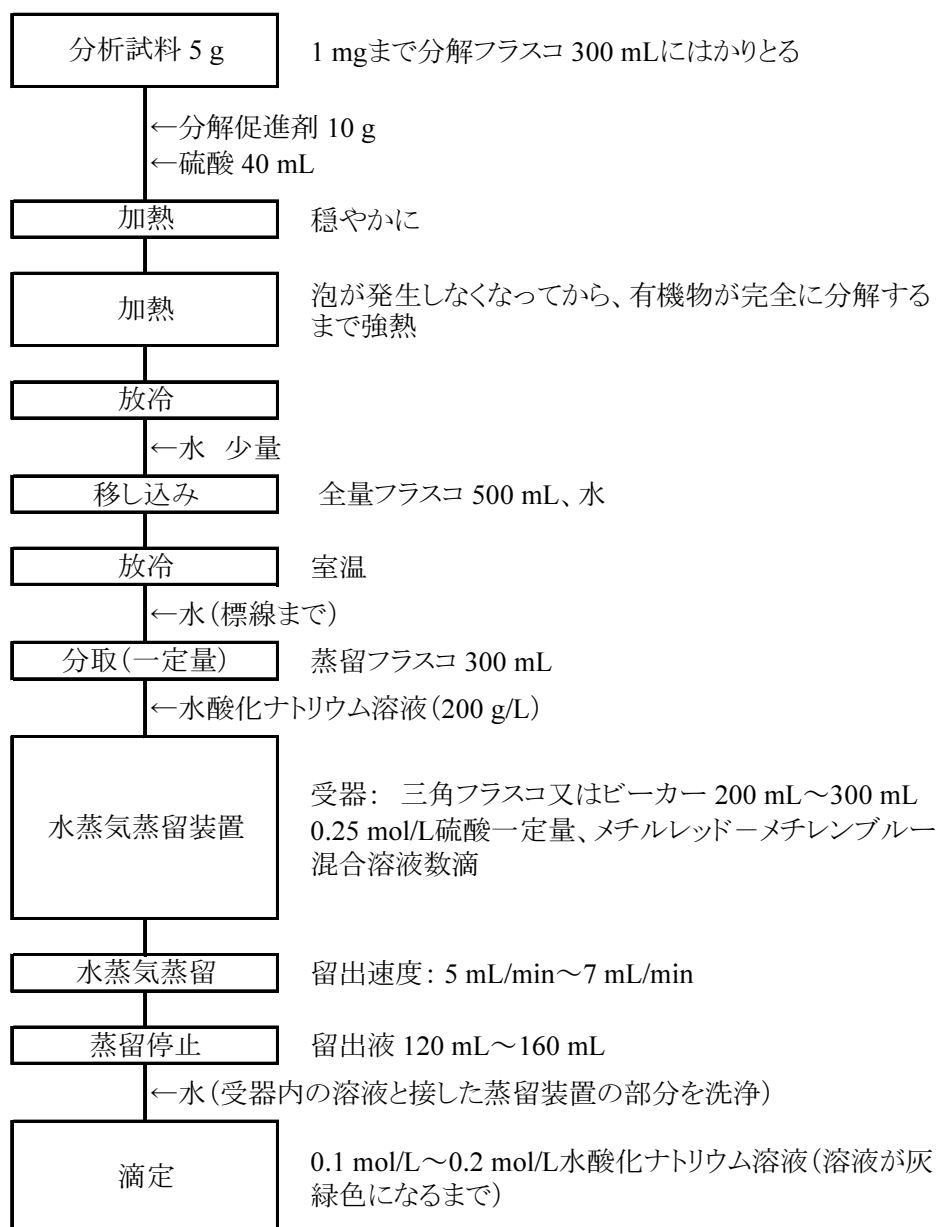 分析試料 5 g
1 mgまで分解フラスコ 300 mLにはかりとる
←分解促進剤 10 g
←硫酸 40 mL
加熱
穏やかに
加熱
泡が発生しなくなってから、有機物が完全に分解する
まで強熱
放冷
←水 少量
移し込み
全量フラスコ 500 mL、水
放冷
室温
←水(標線まで)
分取(一定量)
蒸留フラスコ 300 mL
←水酸化ナトリウム溶液(200 g/L)
水蒸気蒸留装置
受器: 三角フラスコ又はビーカー 200 mL~300 mL
0.25 mol/L硫酸一定量、メチルレッド-メチレンブルー
混合溶液数滴
水蒸気蒸留
留出速度: 5 mL/min~7 mL/min
蒸留停止
留出液 120 mL~160 mL
←水(受器内の溶液と接した蒸留装置の部分を洗浄)
滴定
0.1 mol/L~0.2 mol/L水酸化ナトリウム溶液(溶液が灰
緑色になるまで)